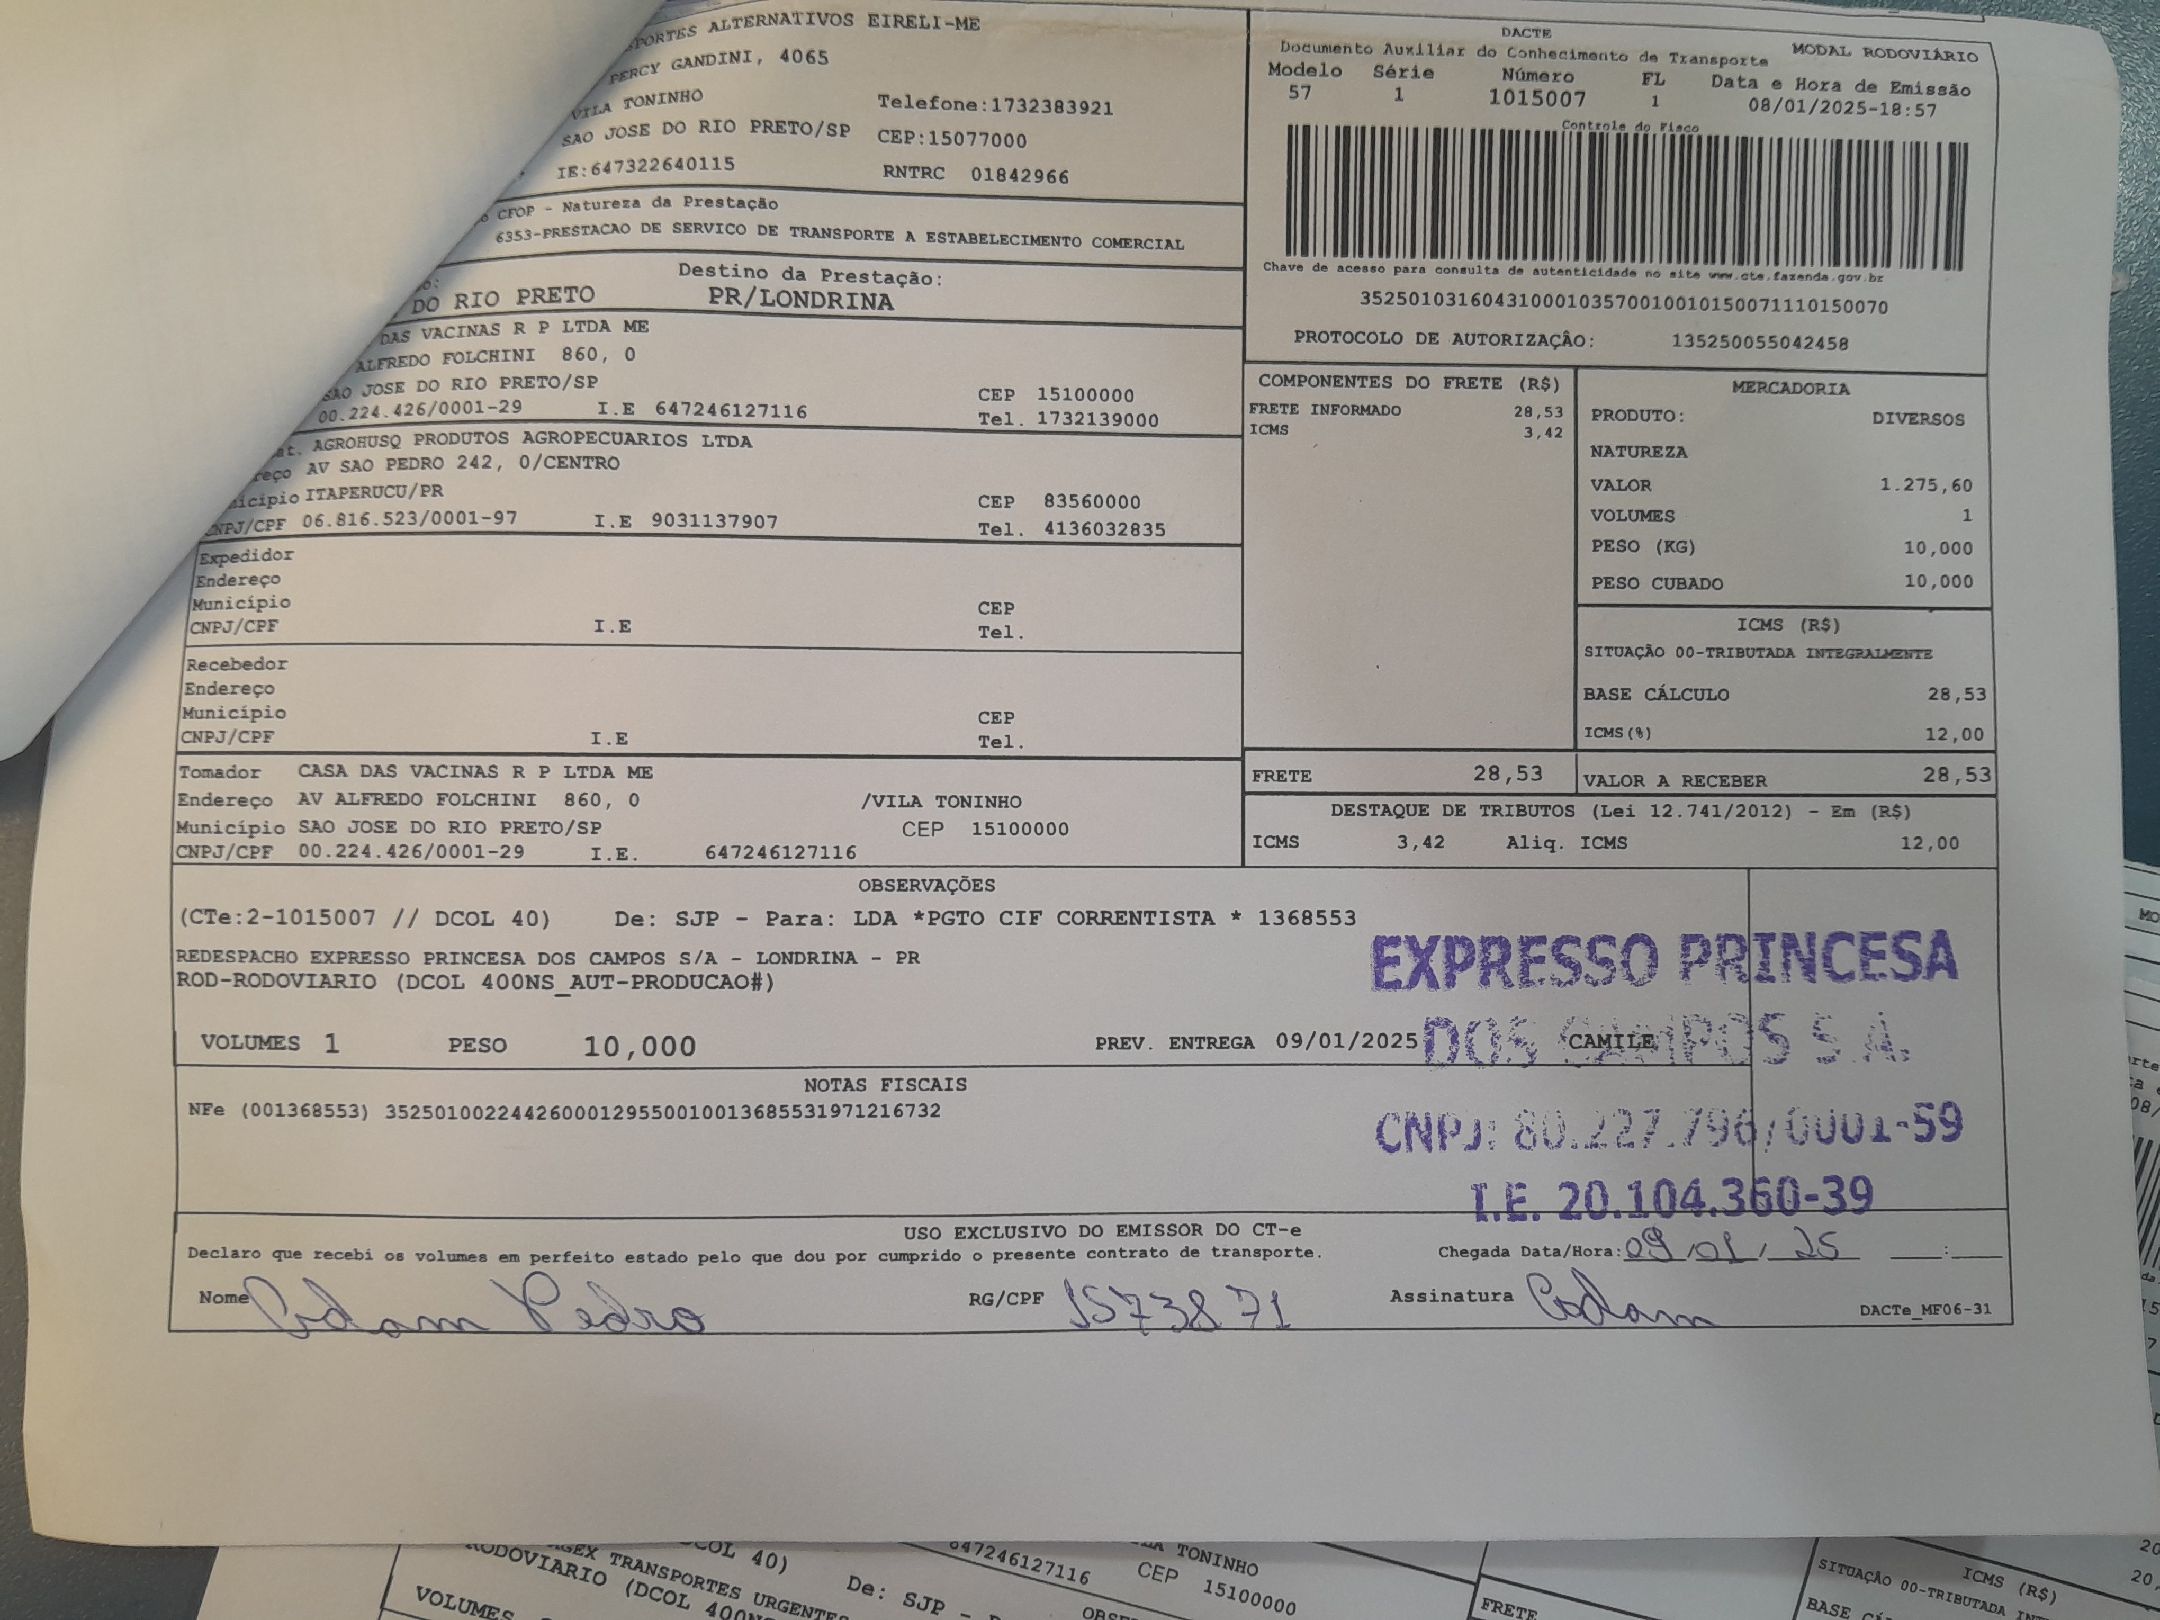 ALTERNATIVOS EIRELI-ME
PERCY GANDINI, 4065
VILA TONINHO
Telefone:1732383921
SAO JOSE DO RIO PRETO/SP CEP:15077000
IE:647322640115 RNTRC 01842966
CFOP - Natureza da Prestação
6353-PRESTACAO DE SERVICO DE TRANSPORTE A ESTABELECIMENTO COMERCIAL
Destino da Prestação:
DO RIO PRETO PR/LONDRINA
DAS VACINAS R P LTDA ME
ALFREDO FOLCHINI 860, 0
SAO JOSE DO RIO PRETO/SP CEP 15100000
00.224.426/0001-29 I.E 647246127116 Tel. 1732139000
AGROHUSQ PRODUTOS AGROPECUARIOS LTDA
AV SAO PEDRO 242, 0/CENTRO
ITAPERUCU/PR CEP 83560000
CNPJ/CPF 06.816.523/0001-97 I.E 9031137907 Tel. 4136032835
Expedidor
Endereço
Município CEP
CNPJ/CPF I.E Tel.
Recebedor
Endereço
Município CEP
CNPJ/CPF I.E Tel.
Tomador CASA DAS VACINAS R P LTDA ME
Endereço AV ALFREDO FOLCHINI 860, 0 /VILA TONINHO
Município SAO JOSE DO RIO PRETO/SP CEP 15100000
CNPJ/CPF 00.224.426/0001-29 I.E. 647246127116
DACTE
Documento Auxiliar do Conhecimento de Transporte MODAL RODOVIÁRIO
Modelo Série Número FL Data e Hora de Emissão
57 1 1015007 1 08/01/2025-18:57
Controle do Fisco
Chave de acesso para consulta de autenticidade no site www.cte.fazenda.gov.br
35250103160431000103570010010150071110150070
PROTOCOLO DE AUTORIZAÇÂO: 135250055042458
COMPONENTES DO FRETE (R$)
FRETE INFORMADO 28,53
ICMS 3,42
MERCADORIA
PRODUTO: DIVERSOS
NATUREZA
VALOR 1.275,60
VOLUMES 1
PESO (KG) 10,000
PESO CUBADO 10,000
ICMS (R$)
SITUAÇÃO 00-TRIBUTADA INTEGRALMENTE
BASE CÁLCULO 28,53
ICMS(%) 12,00
FRETE 28,53 VALOR A RECEBER 28,53
DESTAQUE DE TRIBUTOS (Lei 12.741/2012) - Em (R$)
ICMS 3,42 Aliq. ICMS 12,00
OBSERVAÇÕES
(CTe:2-1015007 // DCOL 40) De: SJP - Para: LDA *PGTO CIF CORRENTISTA * 1368553
REDESPACHO EXPRESSO PRINCESA DOS CAMPOS S/A - LONDRINA - PR
ROD-RODOVIARIO (DCOL 400NS_AUT-PRODUCAO#)
VOLUMES 1 PESO 10,000 PREV. ENTREGA 09/01/2025 CAMILE
EXPRESSO PRINCESA
DOS CAMPOS S.A.
CNPJ: 80.227.796/0001-59
I.E. 20.104.360-39
NOTAS FISCAIS
NFe (001368553) 35250100224426000129550010013685531971216732
USO EXCLUSIVO DO EMISSOR DO CT-e
Declaro que recebi os volumes em perfeito estado pelo que dou por cumprido o presente contrato de transporte. Chegada Data/Hora: 09/01/25 __:__
Nome Adam Pedro RG/CPF 1573871 Assinatura Adam
DACTe_MF06-31
COL 40) De: SJP
TRANSPORTES URGENTES
RODOVIARIO (DCOL
VOLUMES
647246127116
TONINHO
CEP 15100000
FRETE
ICMS (R$)
SITUAÇÃO 00-TRIBUTADA
BASE